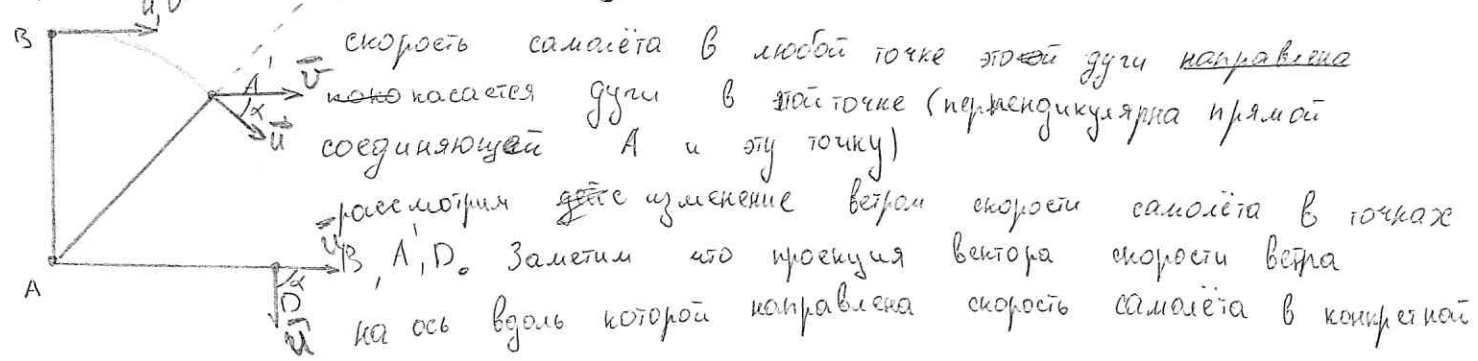 u, v
B
скорость самолёта в любой точке этой дуги направлена
касается дуги в этой точке (перпендикулярна прямой
A'
v
α
u
соединяющей A и эту точку)
рассмотрим изменение ветром скорости самолёта в точках
B, A', D. Заметим что проекция вектора скорости ветра
A
α
D
u
на ось вдоль которой направлена скорость самолёта в конкретной